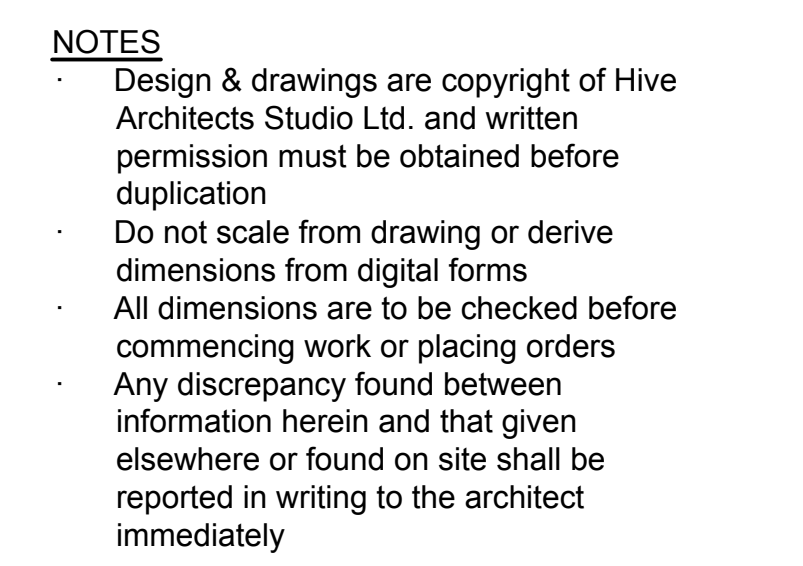 NOTES
· Design & drawings are copyright of Hive
Architects Studio Ltd. and written
permission must be obtained before
duplication
· Do not scale from drawing or derive
dimensions from digital forms
· All dimensions are to be checked before
commencing work or placing orders
· Any discrepancy found between
information herein and that given
elsewhere or found on site shall be
reported in writing to the architect
immediately